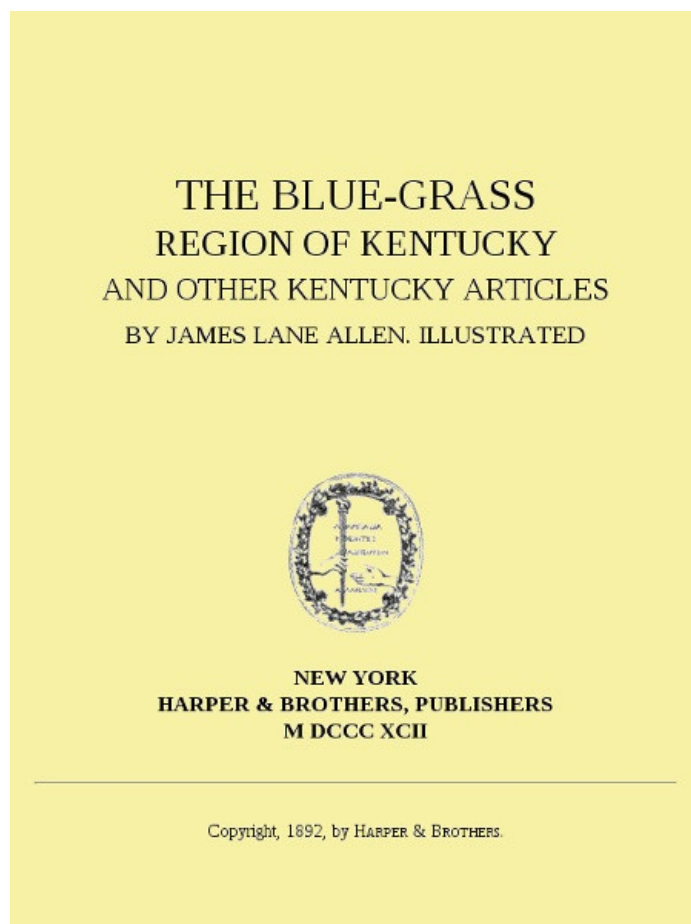 THE BLUE-GRASS
REGION OF KENTUCKY
AND OTHER KENTUCKY ARTICLES
BY JAMES LANE ALLEN. ILLUSTRATED
NEW YORK
HARPER & BROTHERS, PUBLISHERS
M DCCC XCII
Copyright, 1892, by HARPER & BROTHERS.